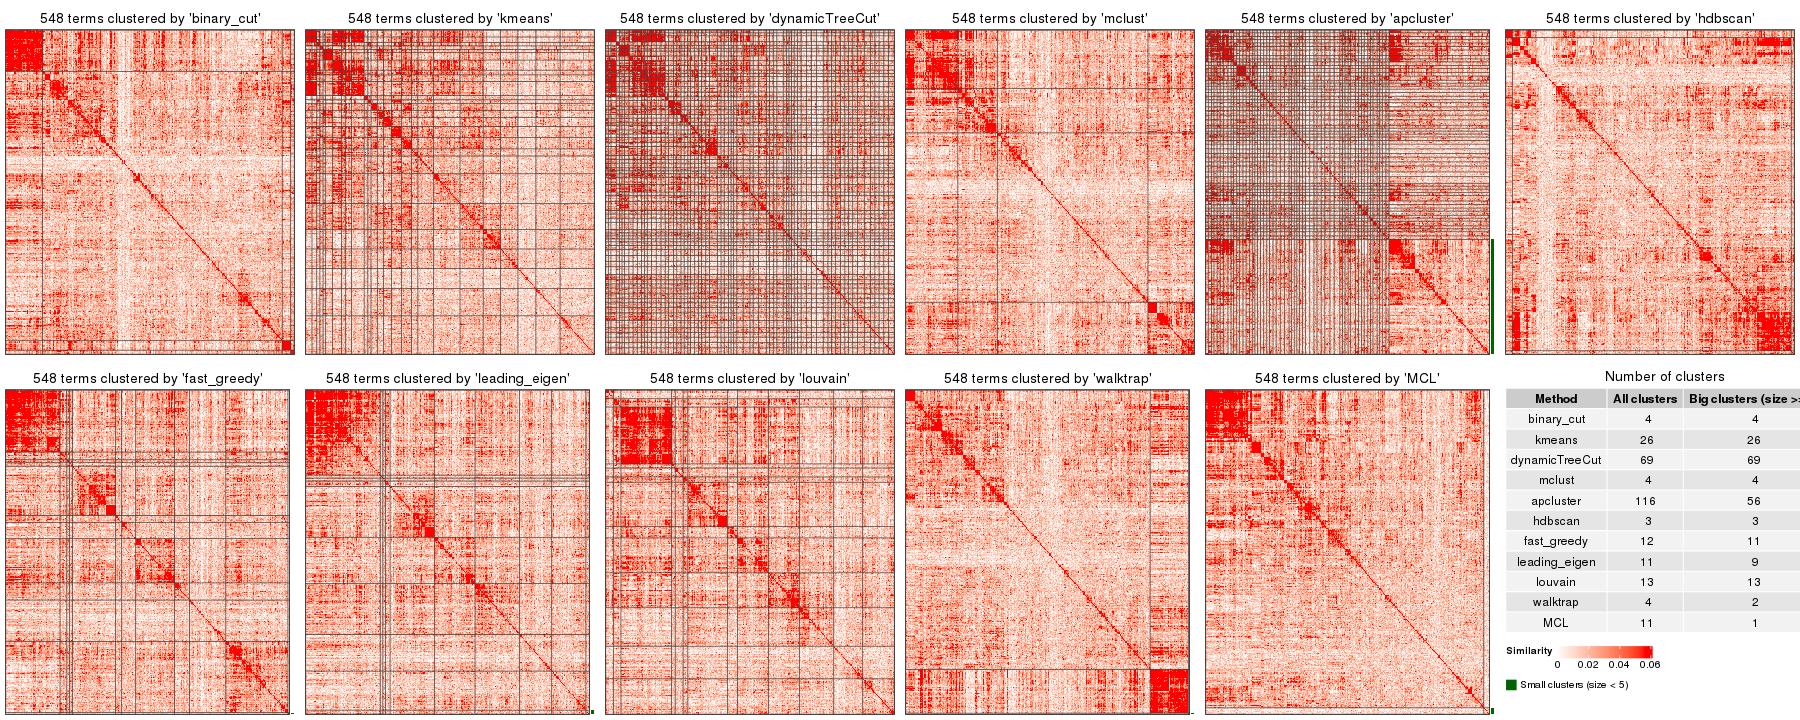 548 terms clustered by 'binary_cut'
548 terms clustered by 'kmeans'
548 terms clustered by 'dynamicTreeCut'
548 terms clustered by 'mclust'
548 terms clustered by 'apcluster'
548 terms clustered by 'hdbscan'
548 terms clustered by 'fast_greedy'
548 terms clustered by 'leading_eigen'
548 terms clustered by 'louvain'
548 terms clustered by 'walktrap'
548 terms clustered by 'MCL'
Number of clusters
Method All clusters Big clusters (size >=
binary_cut 4 4
kmeans 26 26
dynamicTreeCut 69 69
mclust 4 4
apcluster 116 56
hdbscan 3 3
fast_greedy 12 11
leading_eigen 11 9
louvain 13 13
walktrap 4 2
MCL 11 1
Similarity
0 0.02 0.04 0.06
Small clusters (size < 5)